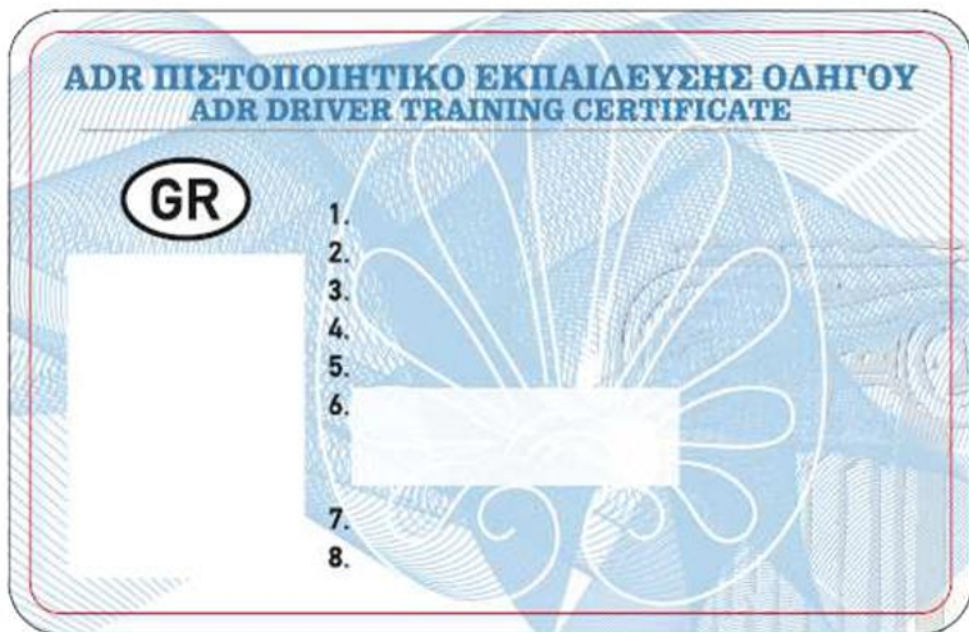 ADR ΠΙΣΤΟΠΟΙΗΤΙΚΟ ΕΚΠΑΙΔΕΥΣΗΣ ΟΔΗΓΟΥ
ADR DRIVER TRAINING CERTIFICATE
GR
1.
2.
3.
4.
5.
6.
7.
8.